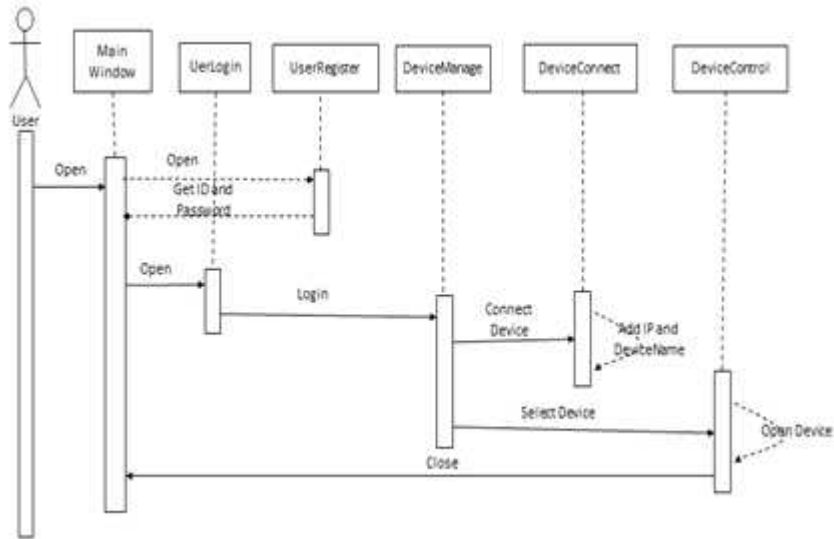 Main
Window
UerLogin
UserRegister
DeviceManage
DeviceConnect
DeviceControl
User
Open
Open
Get ID and
Password
Open
Login
Connect
Device
Add IP and
DeviceName
Select Device
Open Device
Close